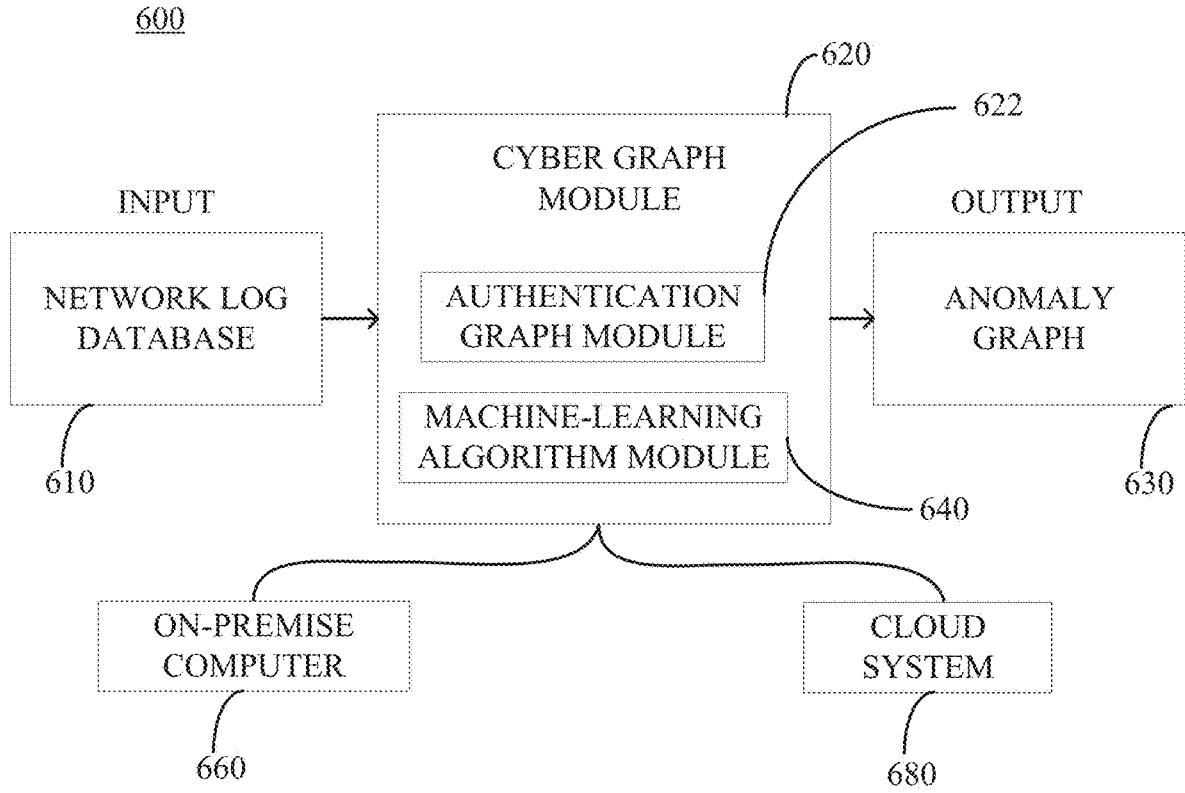 600
620
622
CYBER GRAPH
MODULE
INPUT
OUTPUT
NETWORK LOG
DATABASE
AUTHENTICATION
GRAPH MODULE
ANOMALY
GRAPH
MACHINE-LEARNING
ALGORITHM MODULE
610
640
630
ON-PREMISE
COMPUTER
CLOUD
SYSTEM
660
680